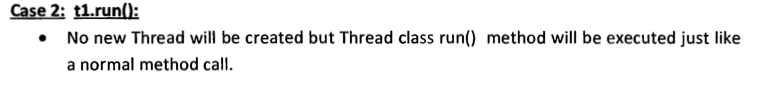 Case 2: t1.run():
• No new Thread will be created but Thread class run() method will be executed just like
a normal method call.